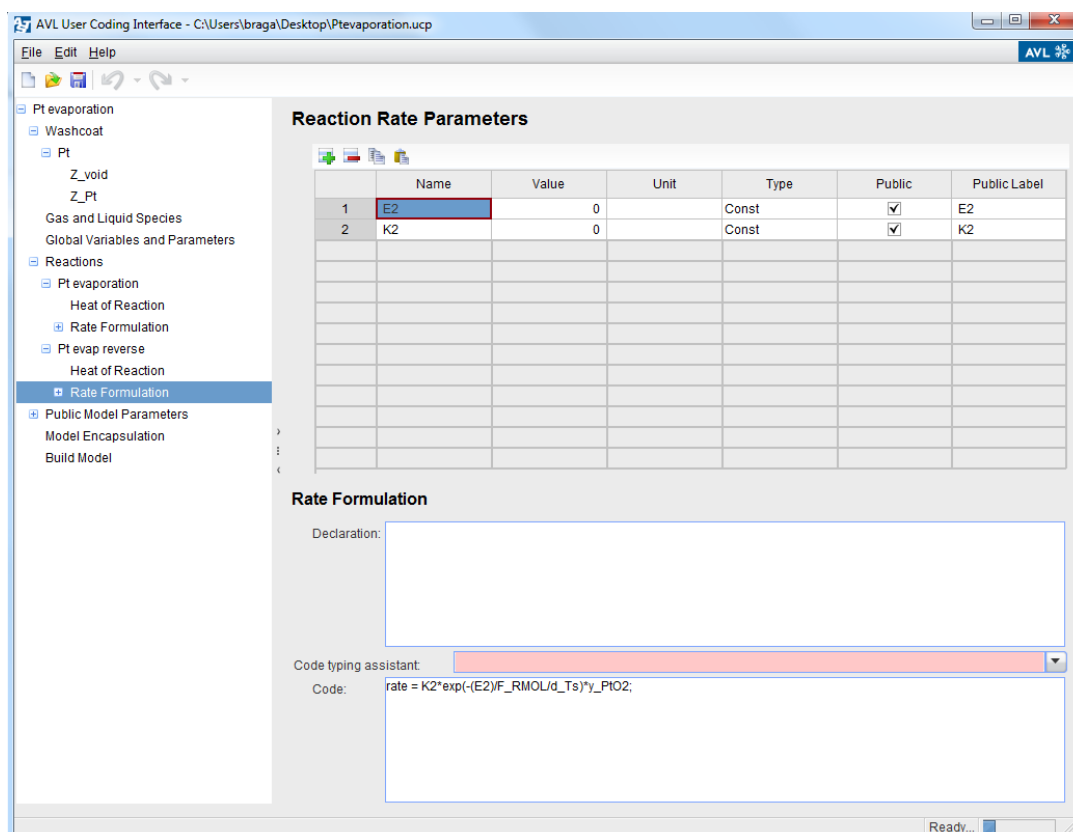 AVL User Coding Interface - C:\Users\braga\Desktop\Ptevaporation.ucp
File Edit Help
AVL
Pt evaporation
Washcoat
Pt
Z_void
Z_Pt
Gas and Liquid Species
Global Variables and Parameters
Reactions
Pt evaporation
Heat of Reaction
Rate Formulation
Pt evap reverse
Heat of Reaction
Rate Formulation
Public Model Parameters
Model Encapsulation
Build Model
Reaction Rate Parameters
Name Value Unit Type Public Public Label
1 E2 0 Const E2
2 K2 0 Const K2
Rate Formulation
Declaration:
Code typing assistant:
Code:
rate = K2*exp(-(E2)/F_RMOL/d_Ts)*y_PtO2;
Ready...